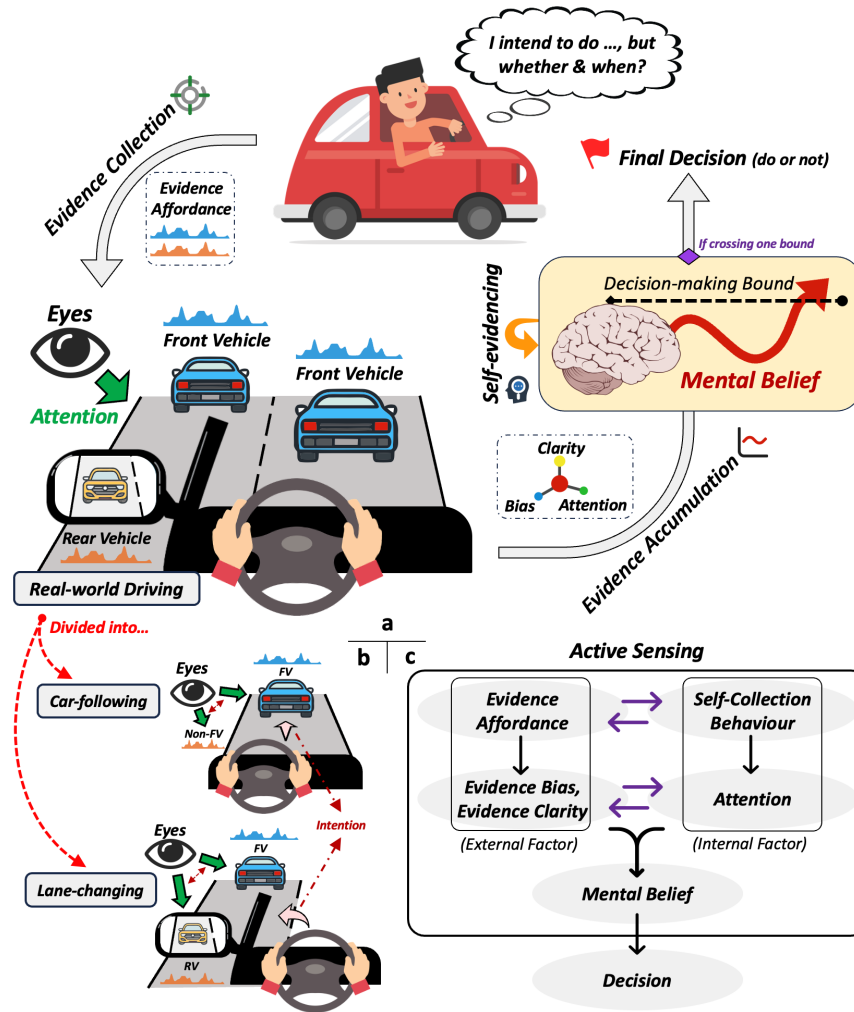 I intend to do ..., but
whether & when?
Evidence Collection
Evidence
Affordance
Final Decision (do or not)
If crossing one bound
Decision-making Bound
Mental Belief
Self-evidencing
Eyes
Attention
Front Vehicle
Front Vehicle
Rear Vehicle
Real-world Driving
Clarity
Bias
Attention
Evidence Accumulation
Divided into...
a
b
c
Car-following
Eyes
FV
Non-FV
Intention
Lane-changing
Eyes
FV
RV
Active Sensing
Evidence
Affordance
Self-Collection
Behaviour
Evidence Bias,
Evidence Clarity
Attention
(External Factor)
(Internal Factor)
Mental Belief
Decision